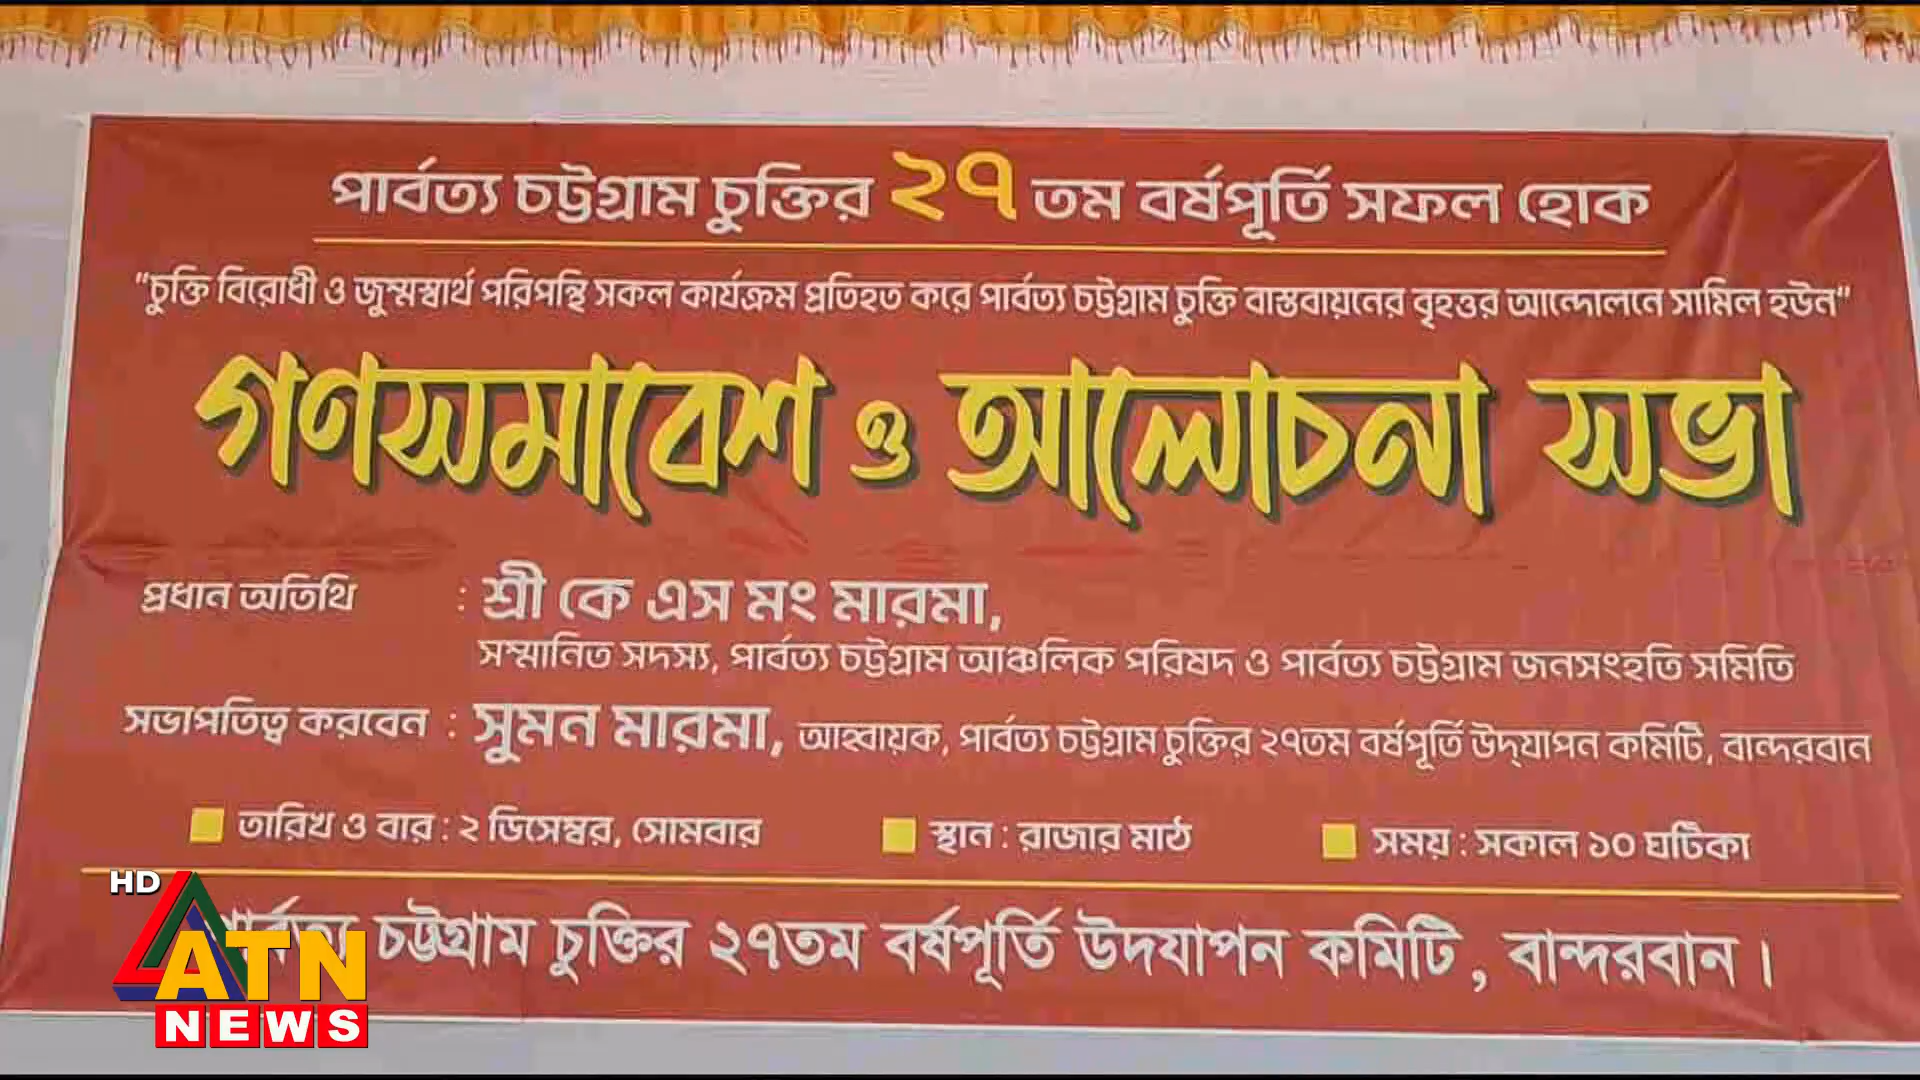 পার্বত্য চট্টগ্রাম চুক্তির ২৭ তম বর্ষপূর্তি সফল হোক
"চুক্তি বিরোধী ও জুম্মস্বার্থ পরিপন্থি সকল কার্যক্রম প্রতিহত করে পার্বত্য চট্টগ্রাম চুক্তি বাস্তবায়নের বৃহত্তর আন্দোলনে সামিল হউন"
গণসমাবেশ ও আলোচনা সভা
প্রধান অতিথি : শ্রী কে এস মং মারমা,
সম্মানিত সদস্য, পার্বত্য চট্টগ্রাম আঞ্চলিক পরিষদ ও পার্বত্য চট্টগ্রাম জনসংহতি সমিতি
সভাপতিত্ব করবেন : সুমন মারমা, আহবায়ক, পার্বত্য চট্টগ্রাম চুক্তির ২৭তম বর্ষপূর্তি উদ্‌যাপন কমিটি, বান্দরবান
তারিখ ও বার : ২ ডিসেম্বর, সোমবার স্থান : রাজার মাঠ সময় : সকাল ১০ ঘটিকা
পার্বত্য চট্টগ্রাম চুক্তির ২৭তম বর্ষপূর্তি উদযাপন কমিটি, বান্দরবান।
HD
ATN
NEWS